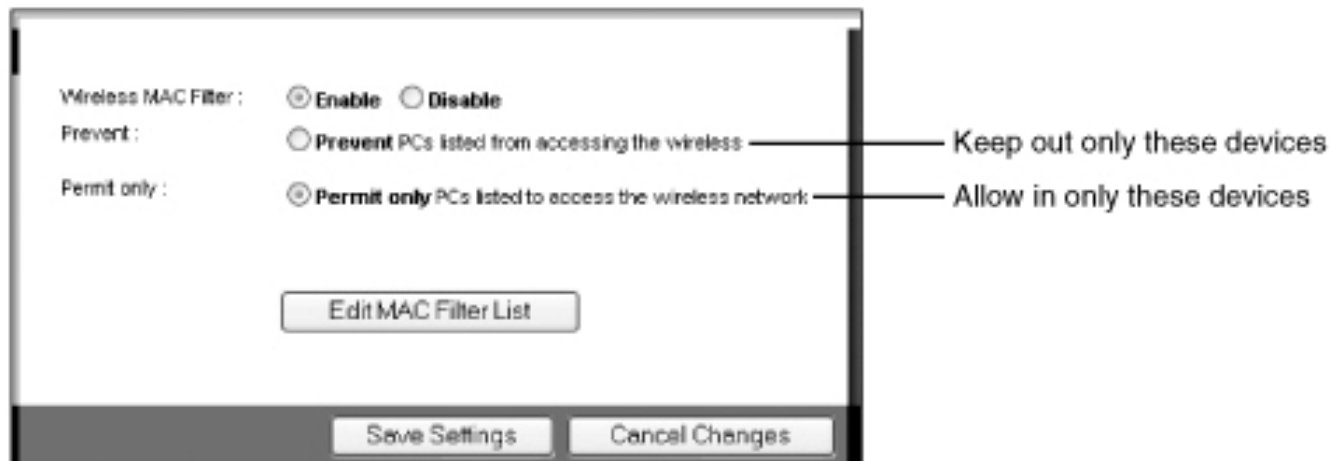 Wireless MAC Filter : Enable Disable
Prevent : Prevent PCs listed from accessing the wireless Keep out only these devices
Permit only : Permit only PCs listed to access the wireless network Allow in only these devices
Edit MAC Filter List
Save Settings Cancel Changes